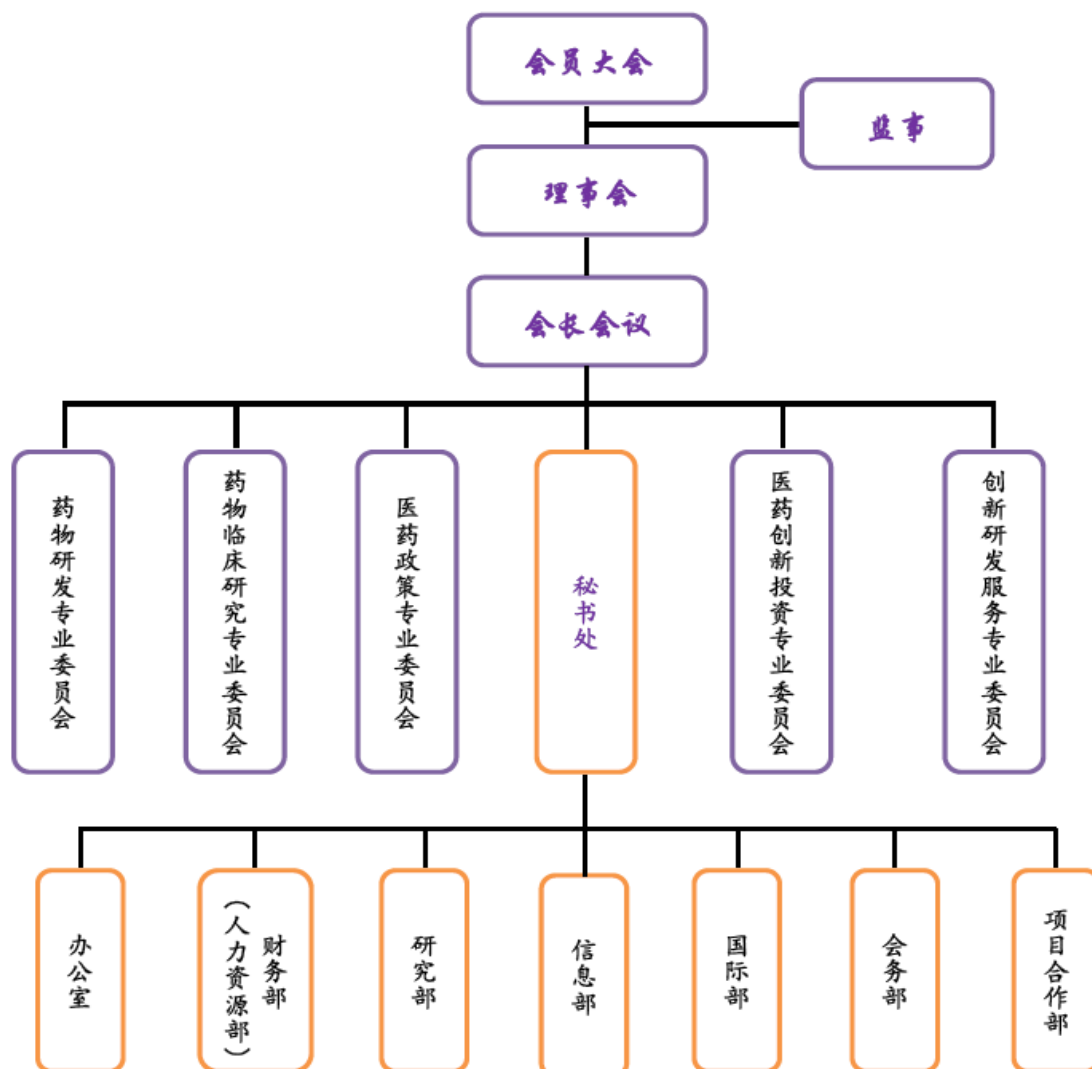 会员大会
监事
理事会
会长会议
药物研发专业委员会
药物临床研究专业委员会
医药政策专业委员会
秘书处
医药创新投资专业委员会
创新研发服务专业委员会
办公室
财务部
（人力资源部）
研究部
信息部
国际部
会务部
项目合作部